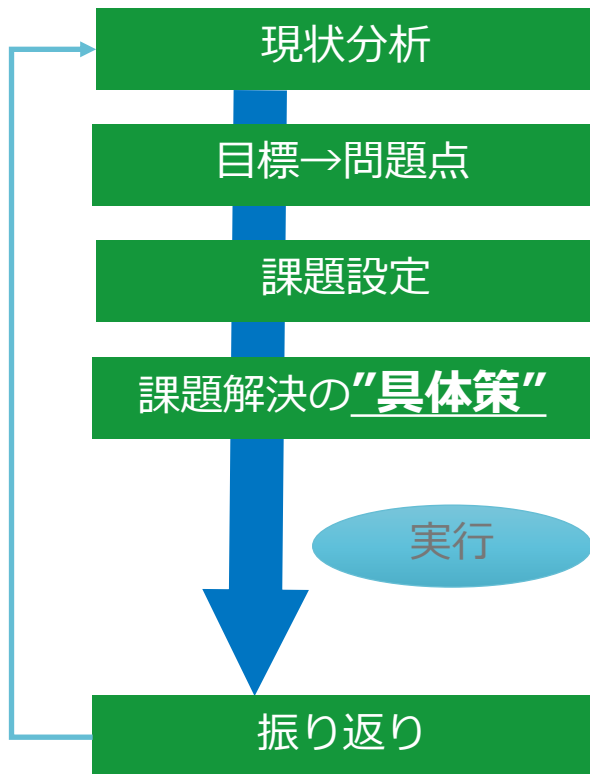 現状分析
目標→問題点
課題設定
課題解決の”具体策”
実行
振り返り